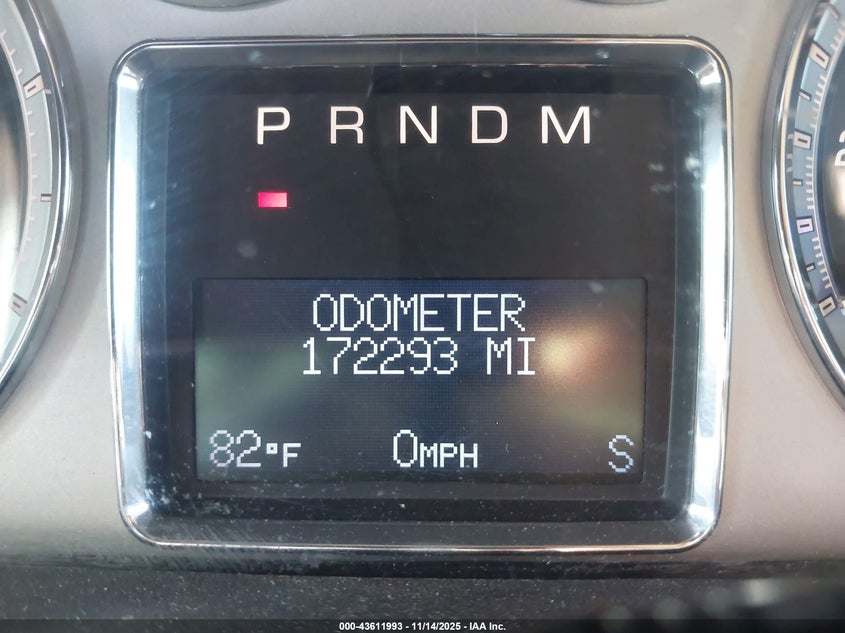 P R N D M
ODOMETER
172293 MI
82°F 0MPH S
000-43611993 - 11/14/2025 - IAA Inc.